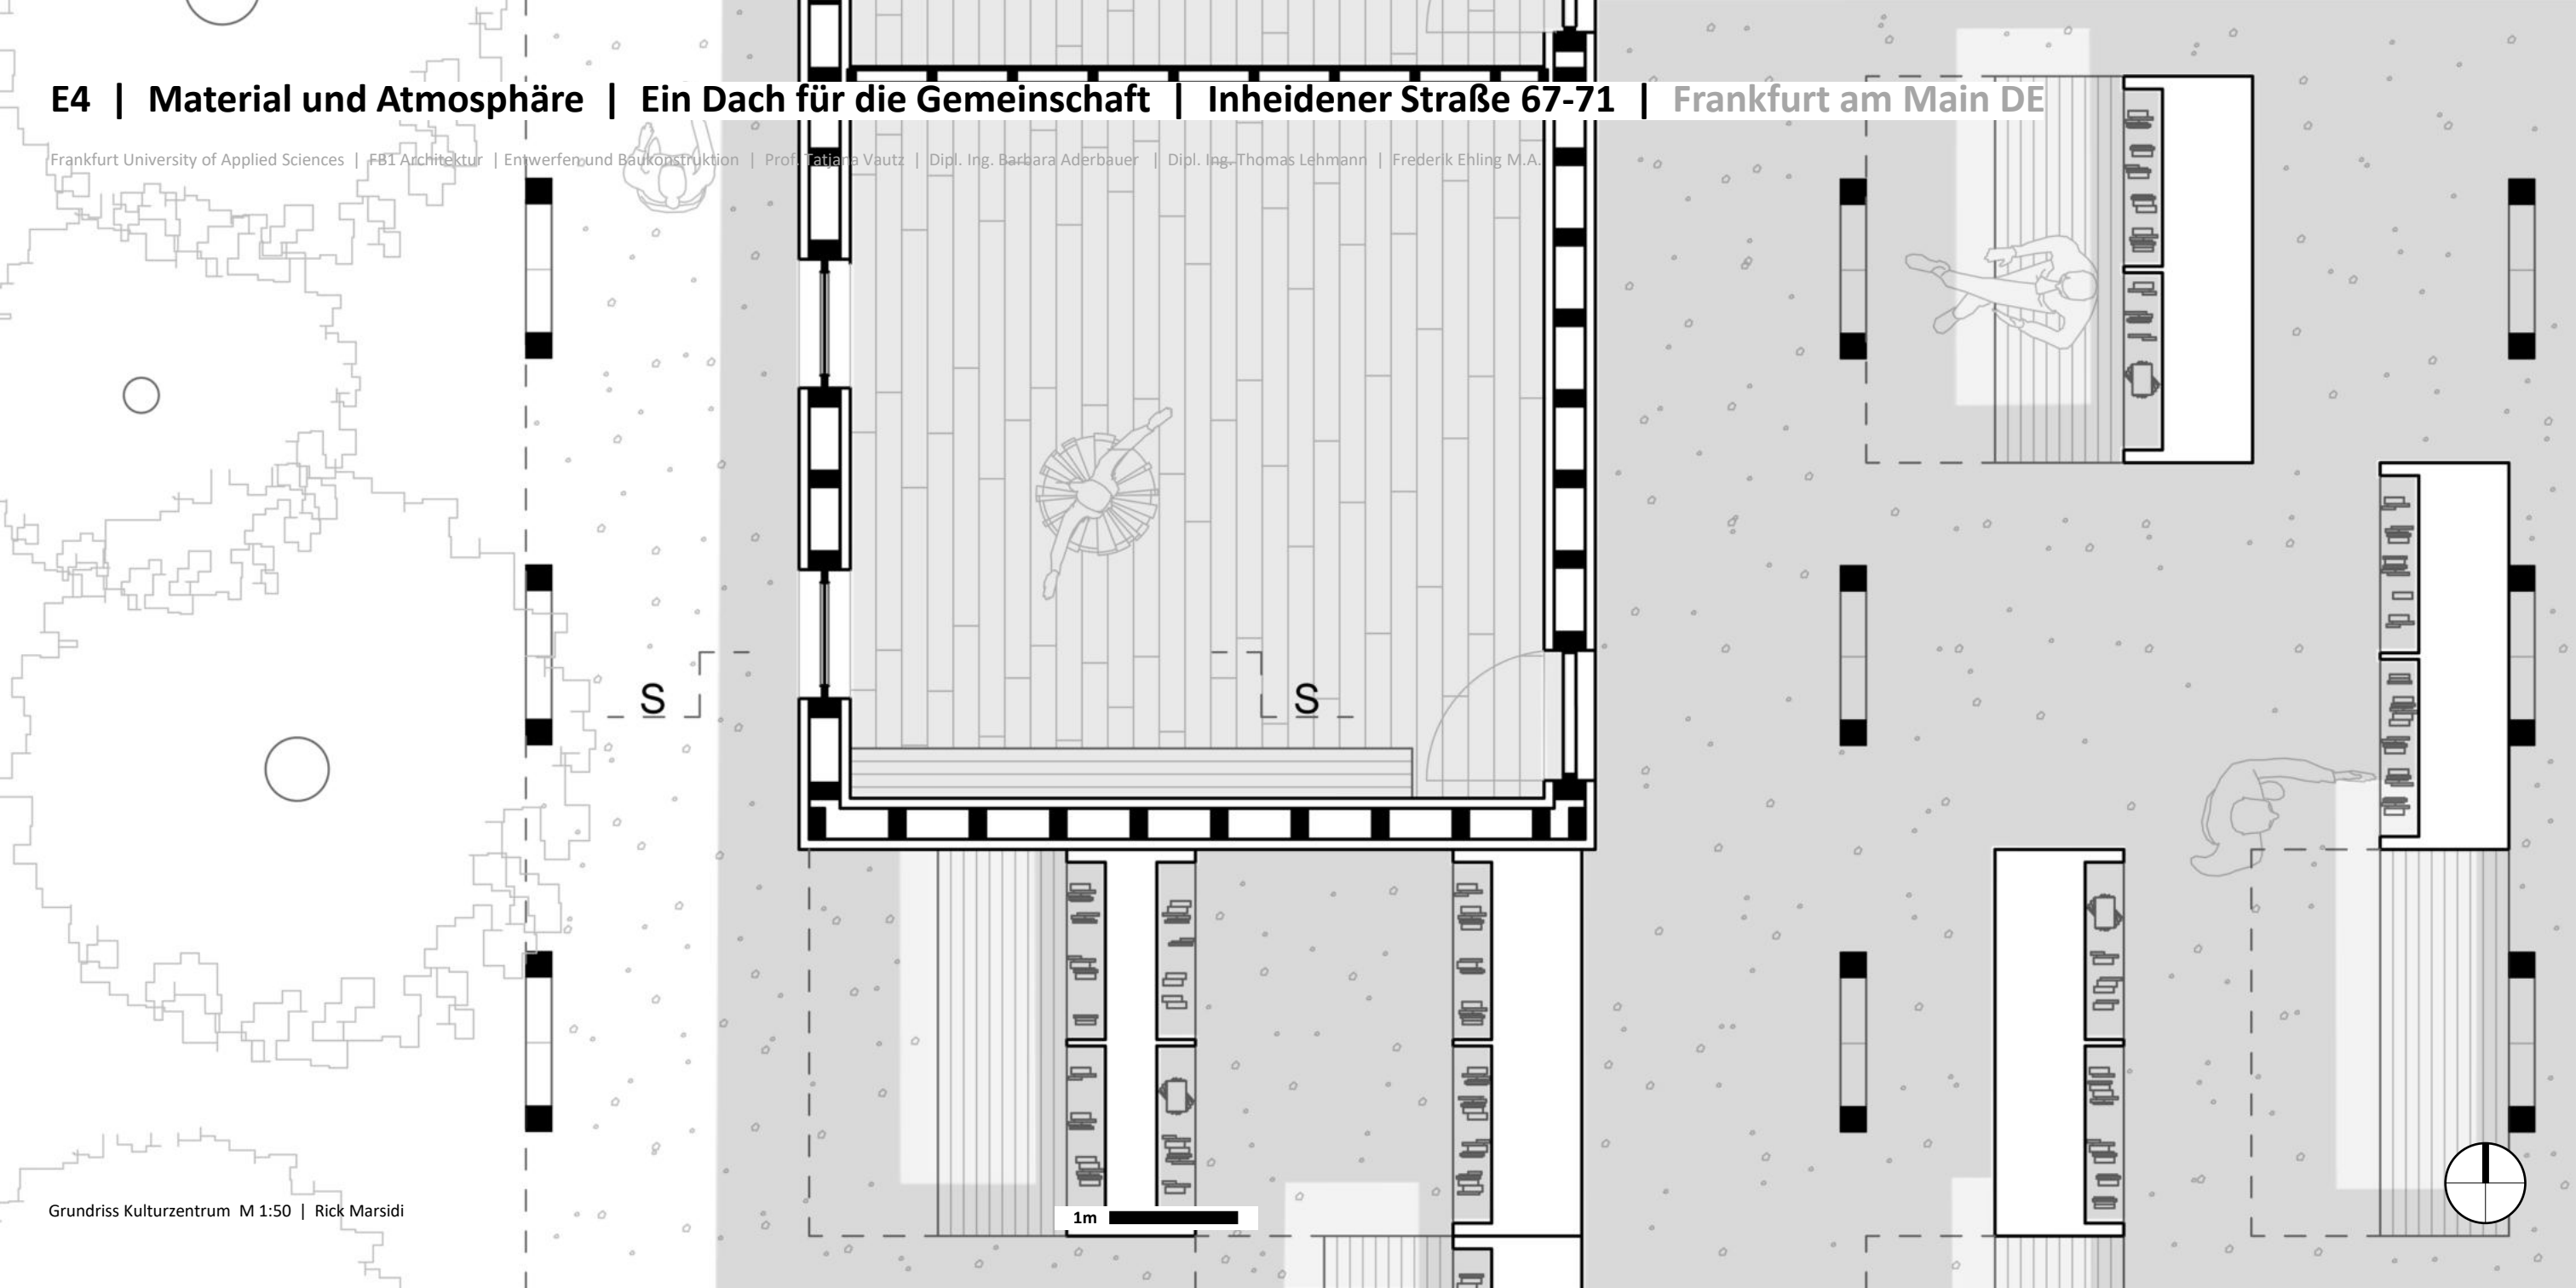 E4 | Material und Atmosphäre | Ein Dach für die Gemeinschaft | Inheidener Straße 67-71 | Frankfurt am Main DE
Frankfurt University of Applied Sciences | FB1 Architektur | Entwerfen und Baukonstruktion | Prof. Tatjana Vautz | Dipl. Ing. Barbara Aderbauer | Dipl. Ing. Thomas Lehmann | Frederik Ehling M.A.
S S
Grundriss Kulturzentrum M 1:50 | Rick Marsidi
1m